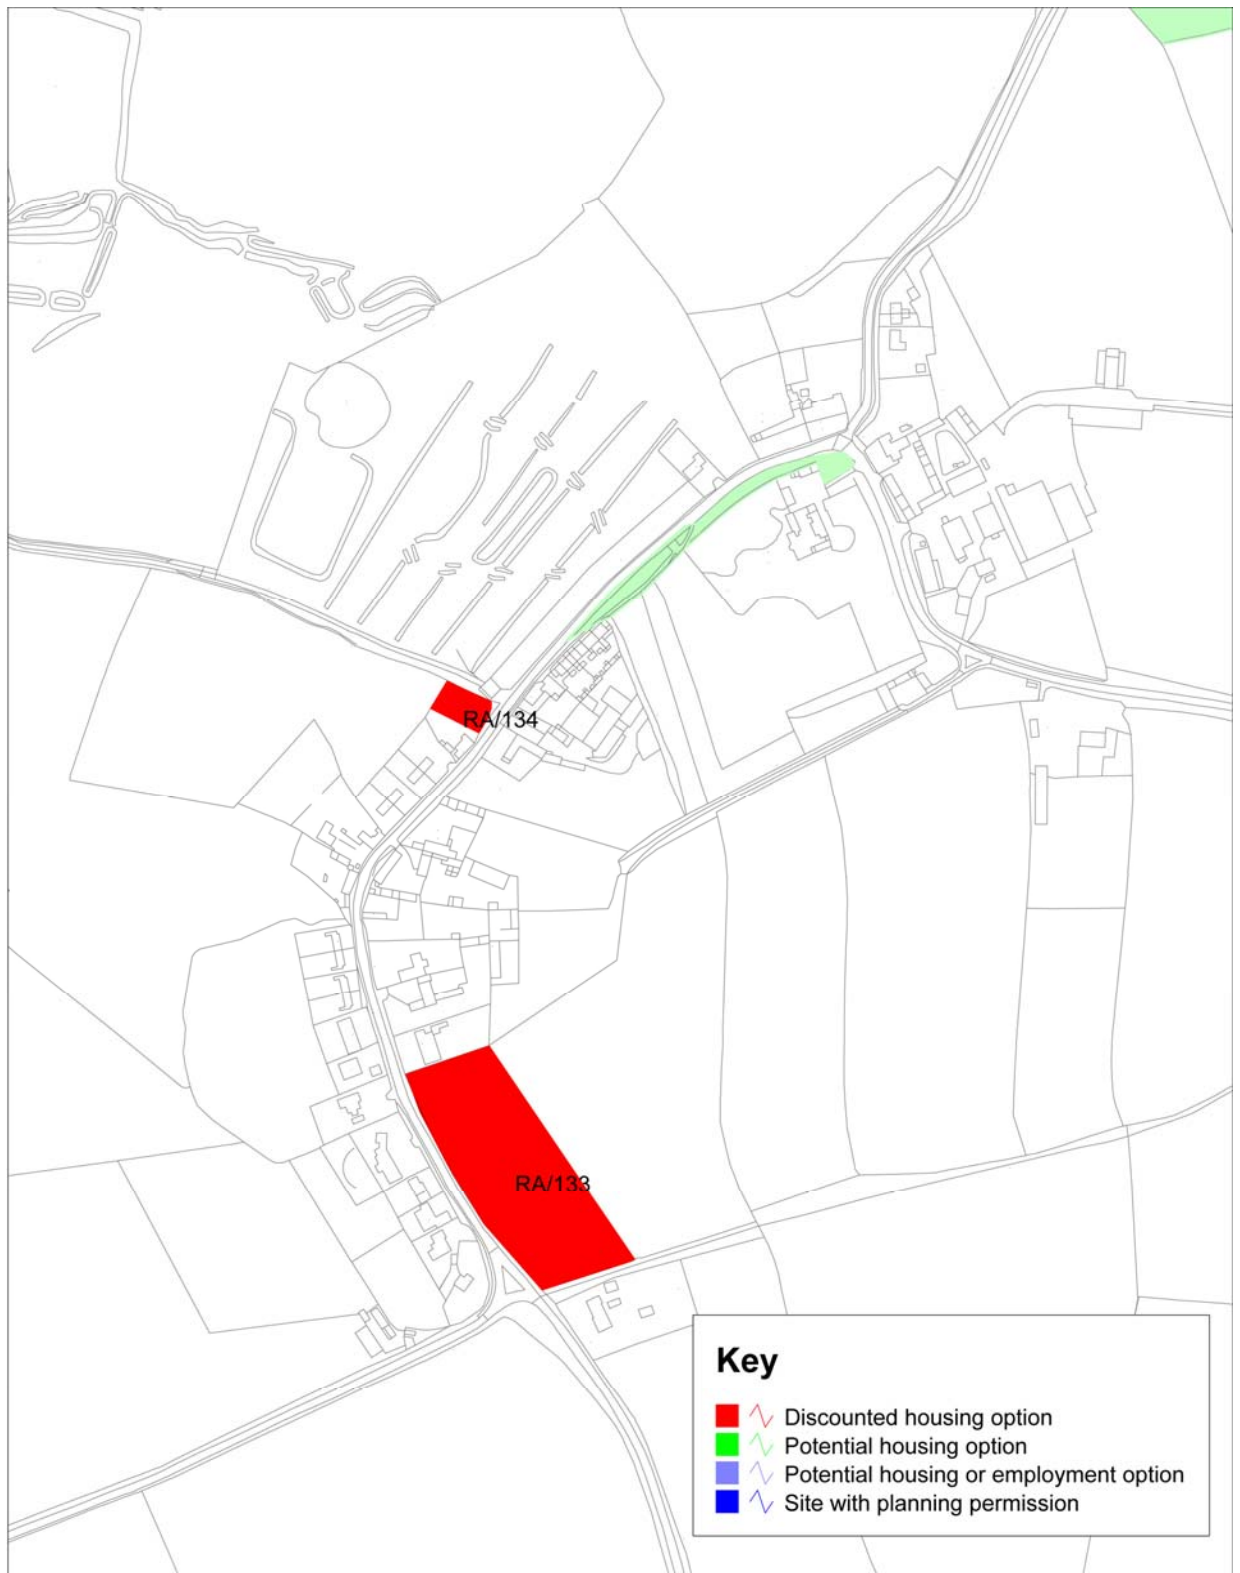 RA/134
RA/133
Key
Discounted housing option
Potential housing option
Potential housing or employment option
Site with planning permission